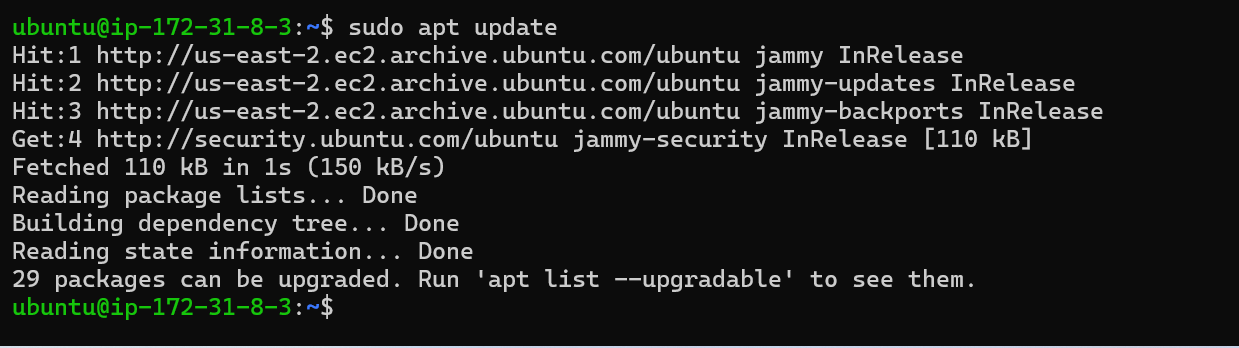 ubuntu@ip-172-31-8-3:~$ sudo apt update
Hit:1 http://us-east-2.ec2.archive.ubuntu.com/ubuntu jammy InRelease
Hit:2 http://us-east-2.ec2.archive.ubuntu.com/ubuntu jammy-updates InRelease
Hit:3 http://us-east-2.ec2.archive.ubuntu.com/ubuntu jammy-backports InRelease
Get:4 http://security.ubuntu.com/ubuntu jammy-security InRelease [110 kB]
Fetched 110 kB in 1s (150 kB/s)
Reading package lists... Done
Building dependency tree... Done
Reading state information... Done
29 packages can be upgraded. Run 'apt list --upgradable' to see them.
ubuntu@ip-172-31-8-3:~$